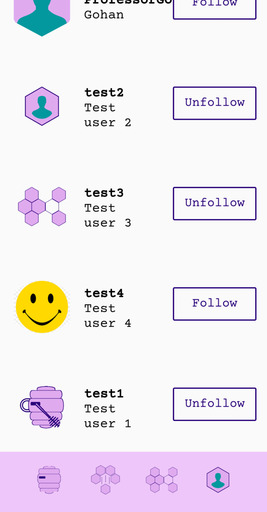 ProfessorGo
Follow
Gohan
test2
Test
user 2
Unfollow
test3
Test
user 3
Unfollow
test4
Test
user 4
Follow
test1
Test
user 1
Unfollow